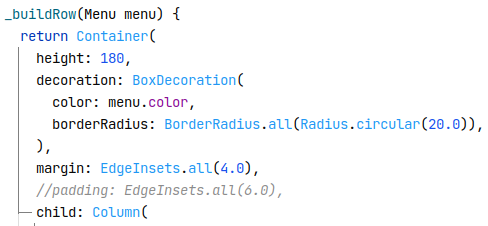 _buildRow(Menu menu) {
  return Container(
    height: 180,
    decoration: BoxDecoration(
      color: menu.color,
      borderRadius: BorderRadius.all(Radius.circular(20.0)),
    ),
    margin: EdgeInsets.all(4.0),
    //padding: EdgeInsets.all(6.0),
    child: Column(